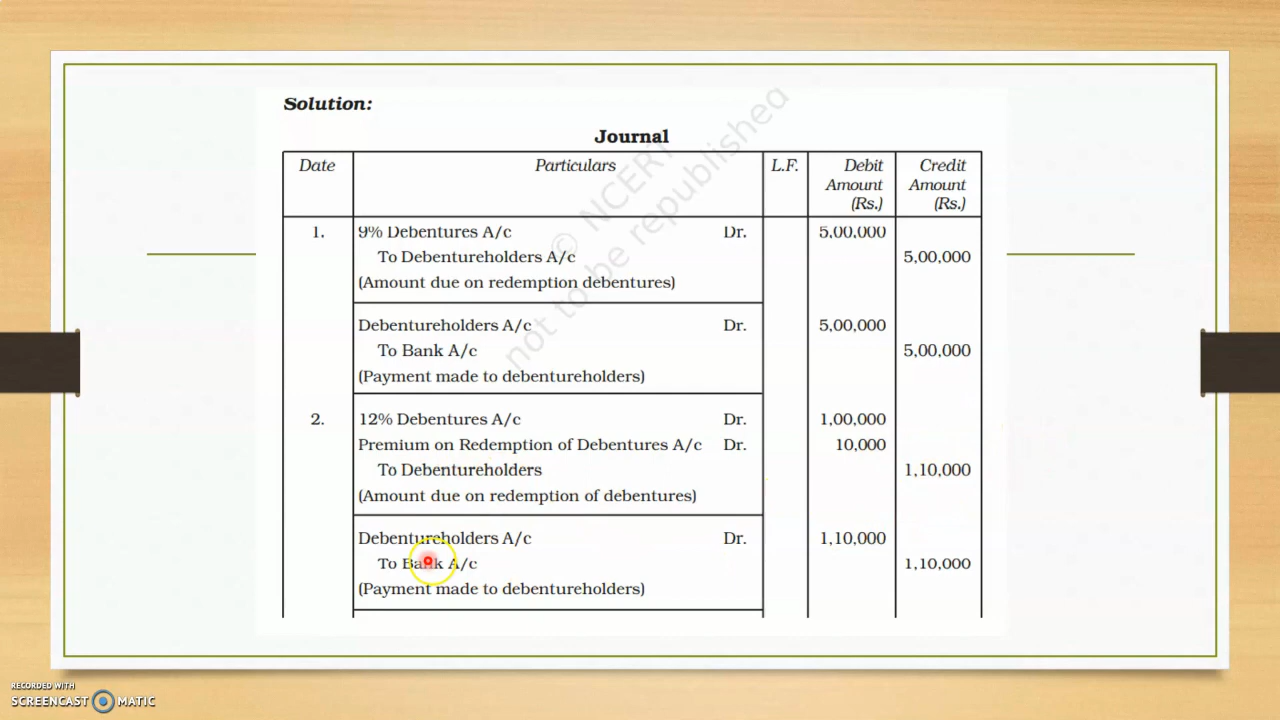 Solution:
Journal
Date Particulars L.F. Debit Amount (Rs.) Credit Amount (Rs.)
1. 9% Debentures A/c Dr. 5,00,000
To Debentureholders A/c 5,00,000
(Amount due on redemption debentures)
Debentureholders A/c Dr. 5,00,000
To Bank A/c 5,00,000
(Payment made to debentureholders)
2. 12% Debentures A/c Dr. 1,00,000
Premium on Redemption of Debentures A/c Dr. 10,000
To Debentureholders 1,10,000
(Amount due on redemption of debentures)
Debentureholders A/c Dr. 1,10,000
To Bank A/c 1,10,000
(Payment made to debentureholders)
© NCERT
not to be republished
RECORDED WITH
SCREENCAST MATIC